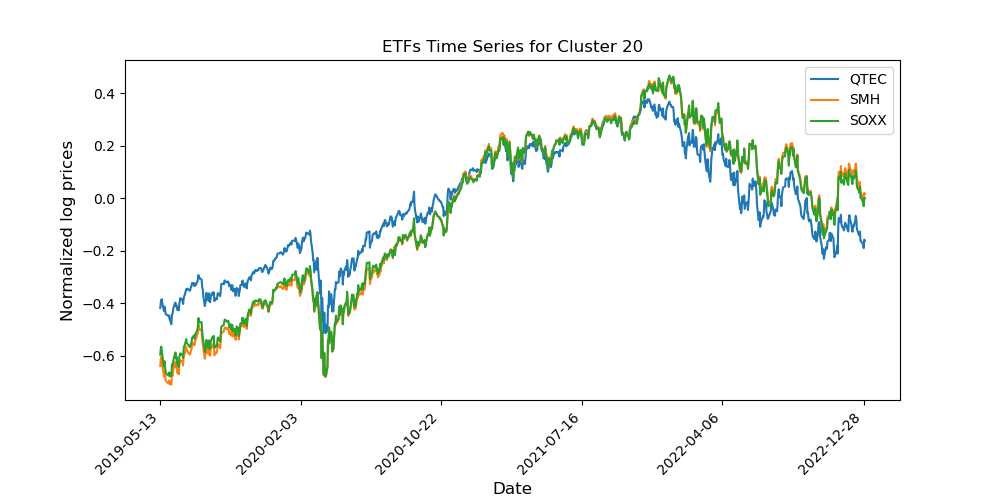 ETFs Time Series for Cluster 20
QTEC
SMH
SOXX
Normalized log prices
0.4
0.2
0.0
−0.2
−0.4
−0.6
2019-05-13
2020-02-03
2020-10-22
2021-07-16
2022-04-06
2022-12-28
Date